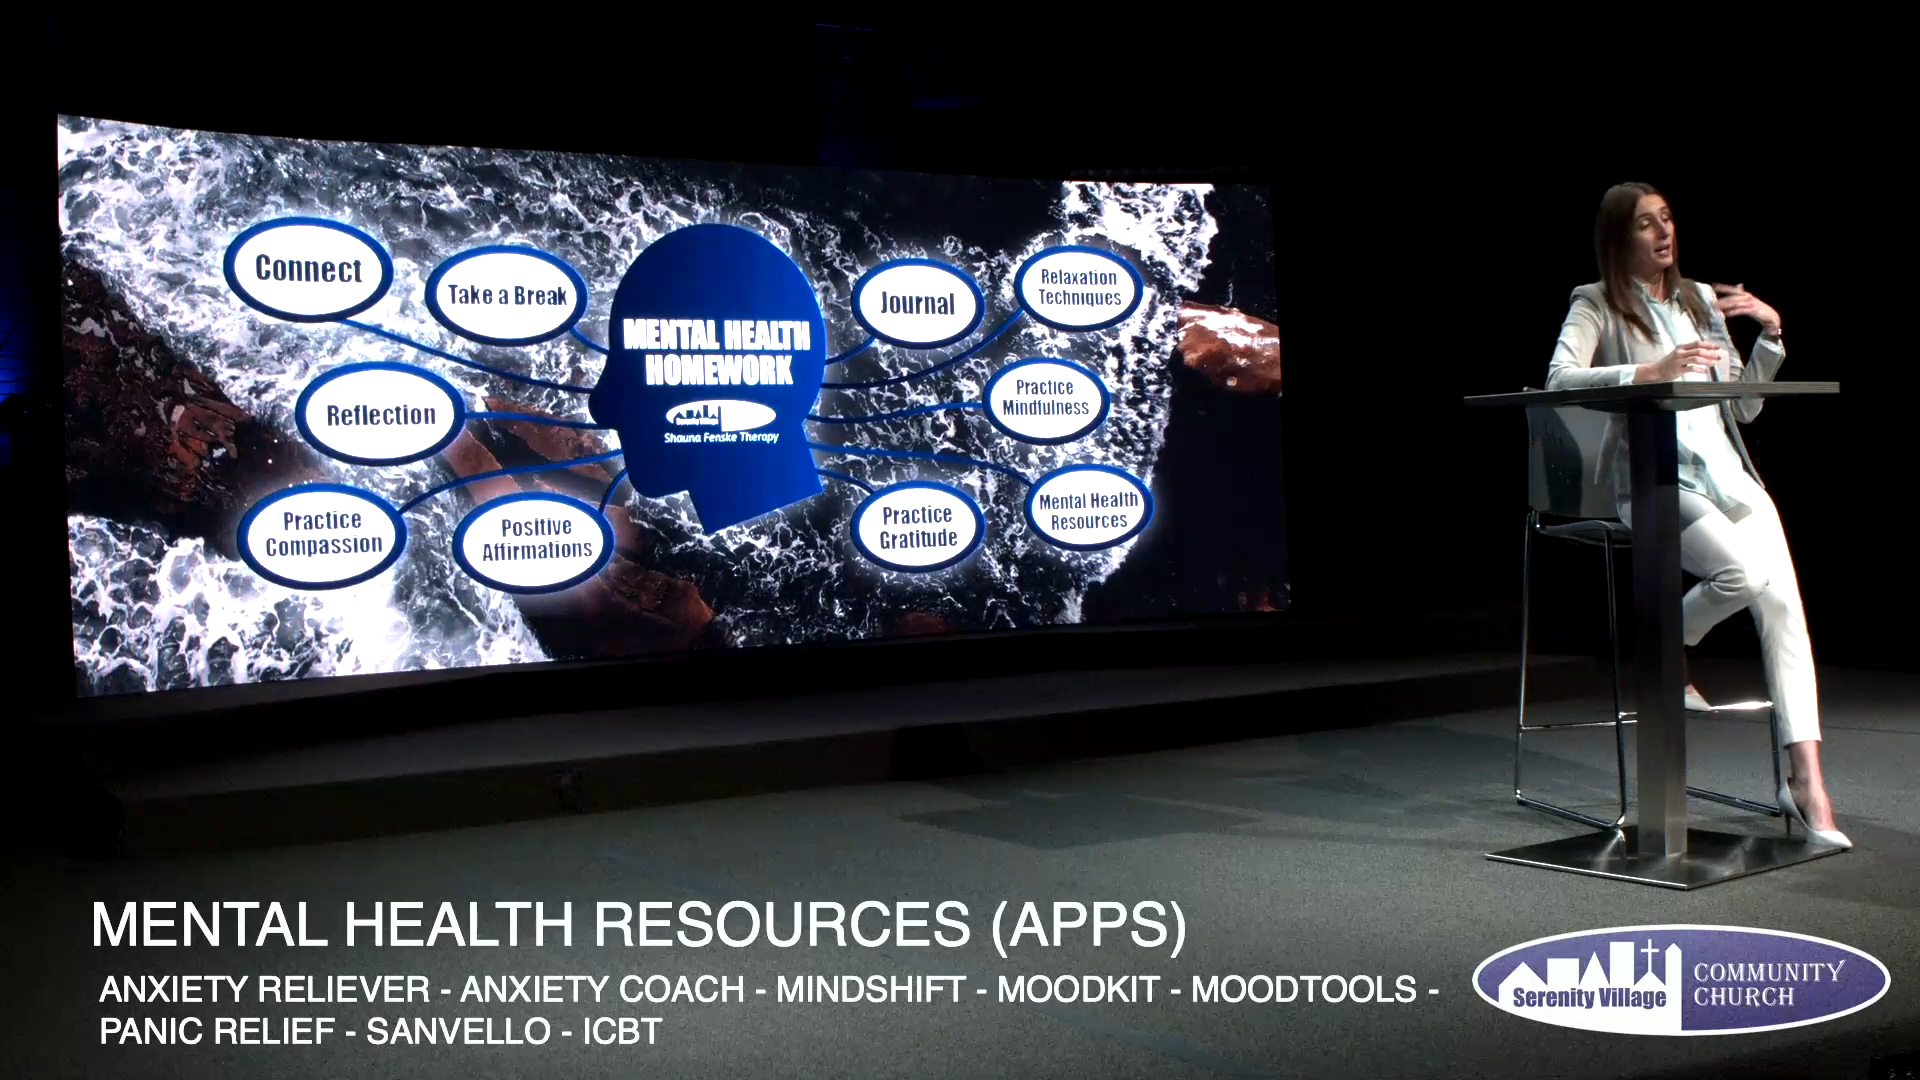 Connect
Take a Break
Reflection
Practice
Compassion
Positive
Affirmations
MENTAL HEALTH
HOMEWORK
Serenity Village
Shauna Fenske Therapy
Journal
Relaxation
Techniques
Practice
Mindfulness
Mental Health
Resources
Practice
Gratitude
MENTAL HEALTH RESOURCES (APPS)
ANXIETY RELIEVER - ANXIETY COACH - MINDSHIFT - MOODKIT - MOODTOOLS -
PANIC RELIEF - SANVELLO - ICBT
Serenity Village
COMMUNITY
CHURCH